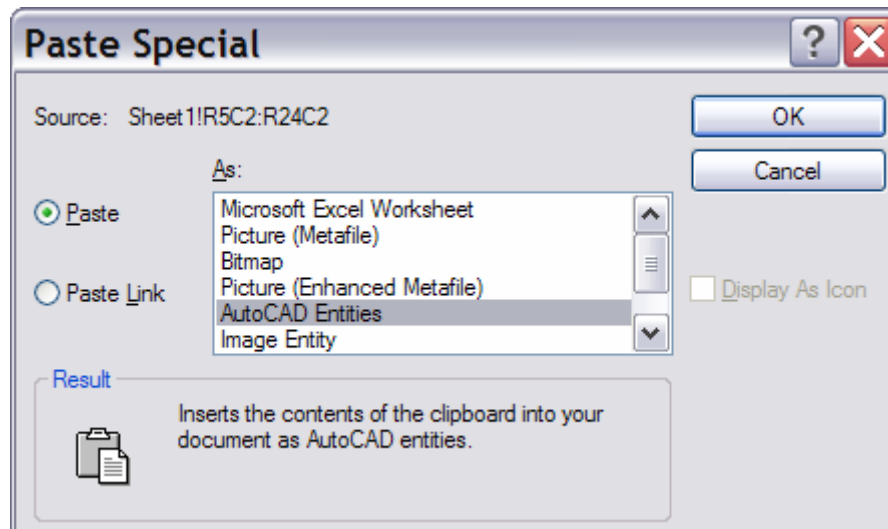 Paste Special
Source: Sheet1!R5C2:R24C2
OK
As:
Cancel
Paste
Microsoft Excel Worksheet
Picture (Metafile)
Bitmap
Paste Link
Picture (Enhanced Metafile)
Display As Icon
AutoCAD Entities
Image Entity
Result
Inserts the contents of the clipboard into your
document as AutoCAD entities.